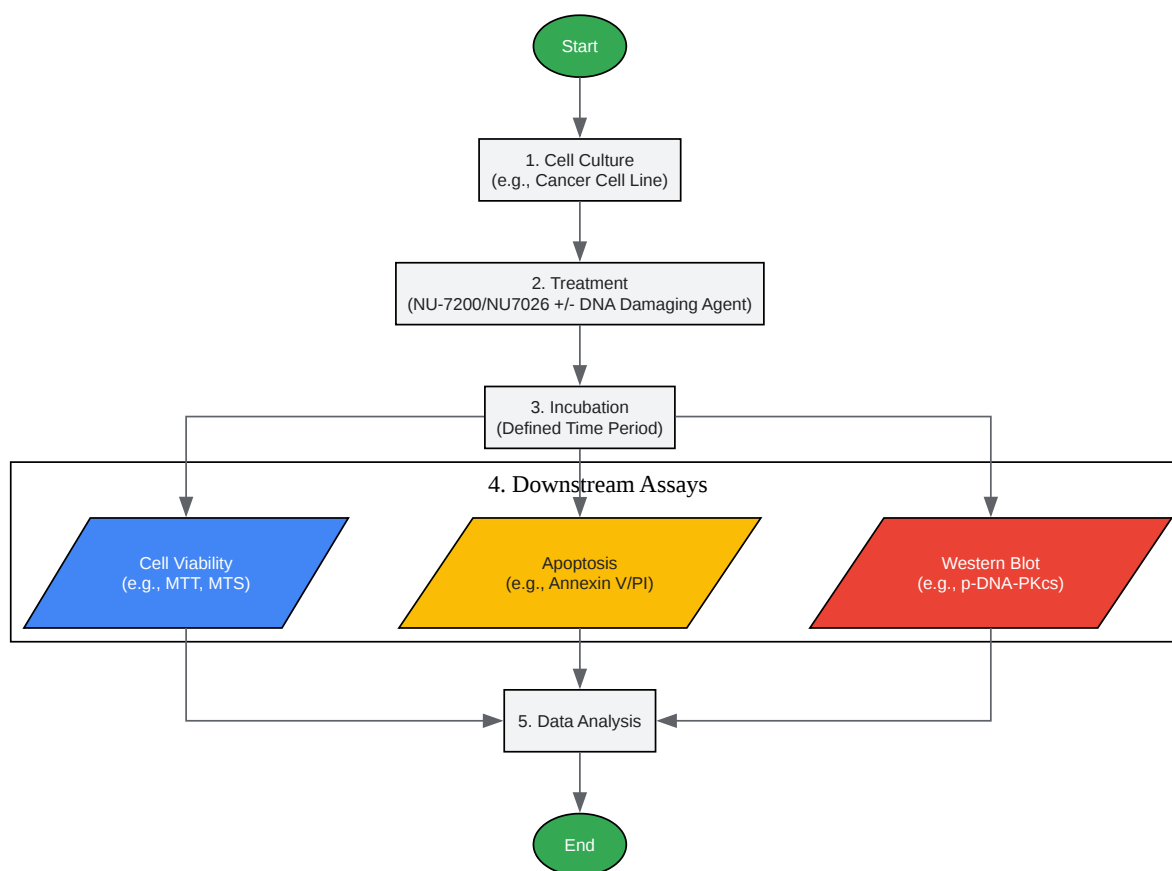 Start
1. Cell Culture
(e.g., Cancer Cell Line)
2. Treatment
(NU-7200/NU7026 +/- DNA Damaging Agent)
3. Incubation
(Defined Time Period)
4. Downstream Assays
Cell Viability
(e.g., MTT, MTS)
Apoptosis
(e.g., Annexin V/PI)
Western Blot
(e.g., p-DNA-PKcs)
5. Data Analysis
End